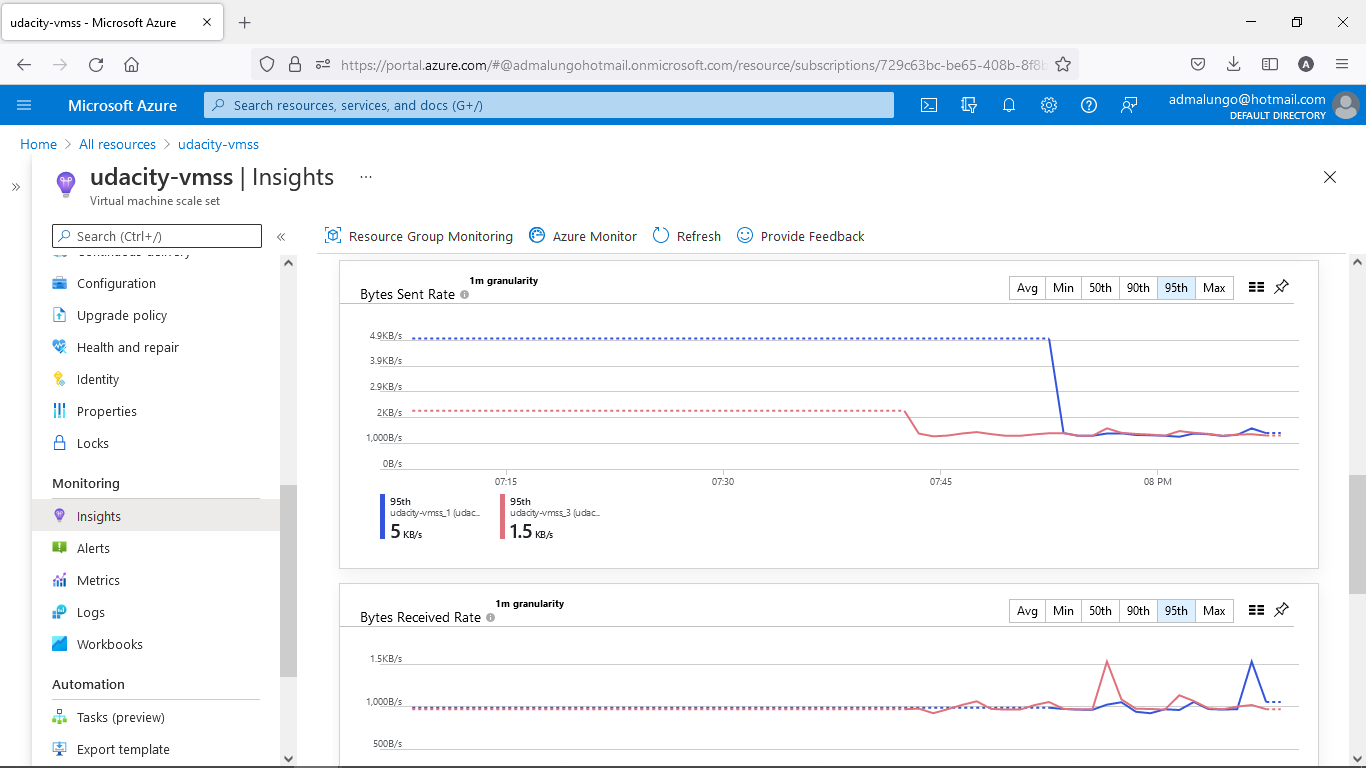 udacity-vmss - Microsoft Azure
https://portal.azure.com/#@admalungohotmail.onmicrosoft.com/resource/subscriptions/729c63bc-be65-408b-8f8b
A
Microsoft Azure
Search resources, services, and docs (G+/)
admalungo@hotmail.com
DEFAULT DIRECTORY
Home > All resources > udacity-vmss
udacity-vmss | Insights ...
Virtual machine scale set
Search (Ctrl+/)
Continuous delivery
Configuration
Upgrade policy
Health and repair
Identity
Properties
Locks
Monitoring
Insights
Alerts
Metrics
Logs
Workbooks
Automation
Tasks (preview)
Export template
Resource Group Monitoring Azure Monitor Refresh Provide Feedback
1m granularity
Bytes Sent Rate
Avg Min 50th 90th 95th Max
4.9KB/s
3.9KB/s
2.9KB/s
2KB/s
1,000B/s
0B/s
07:15 07:30 07:45 08 PM
95th
udacity-vmss_1 (udac...
5 KB/s
95th
udacity-vmss_3 (udac...
1.5 KB/s
1m granularity
Bytes Received Rate
Avg Min 50th 90th 95th Max
1.5KB/s
1,000B/s
500B/s